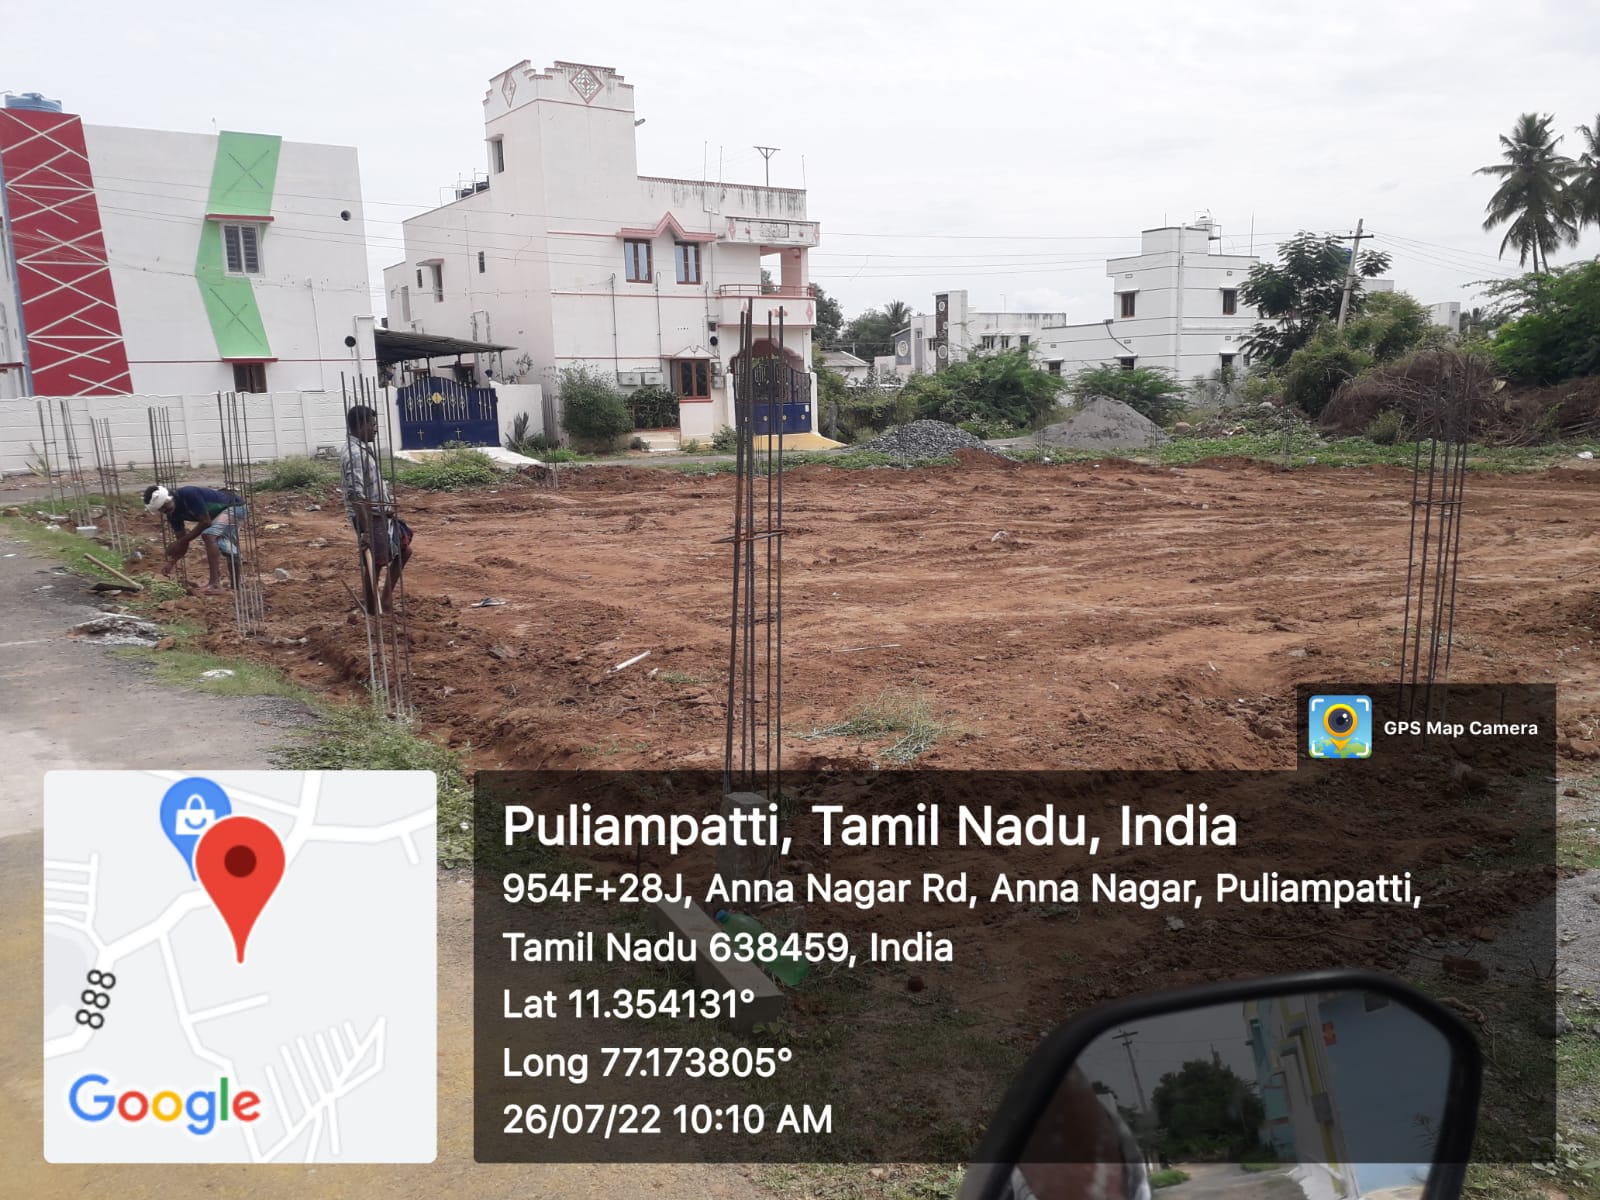 GPS Map Camera
Puliampatti, Tamil Nadu, India
954F+28J, Anna Nagar Rd, Anna Nagar, Puliampatti,
Tamil Nadu 638459, India
Lat 11.354131°
Long 77.173805°
26/07/22 10:10 AM
888
Google